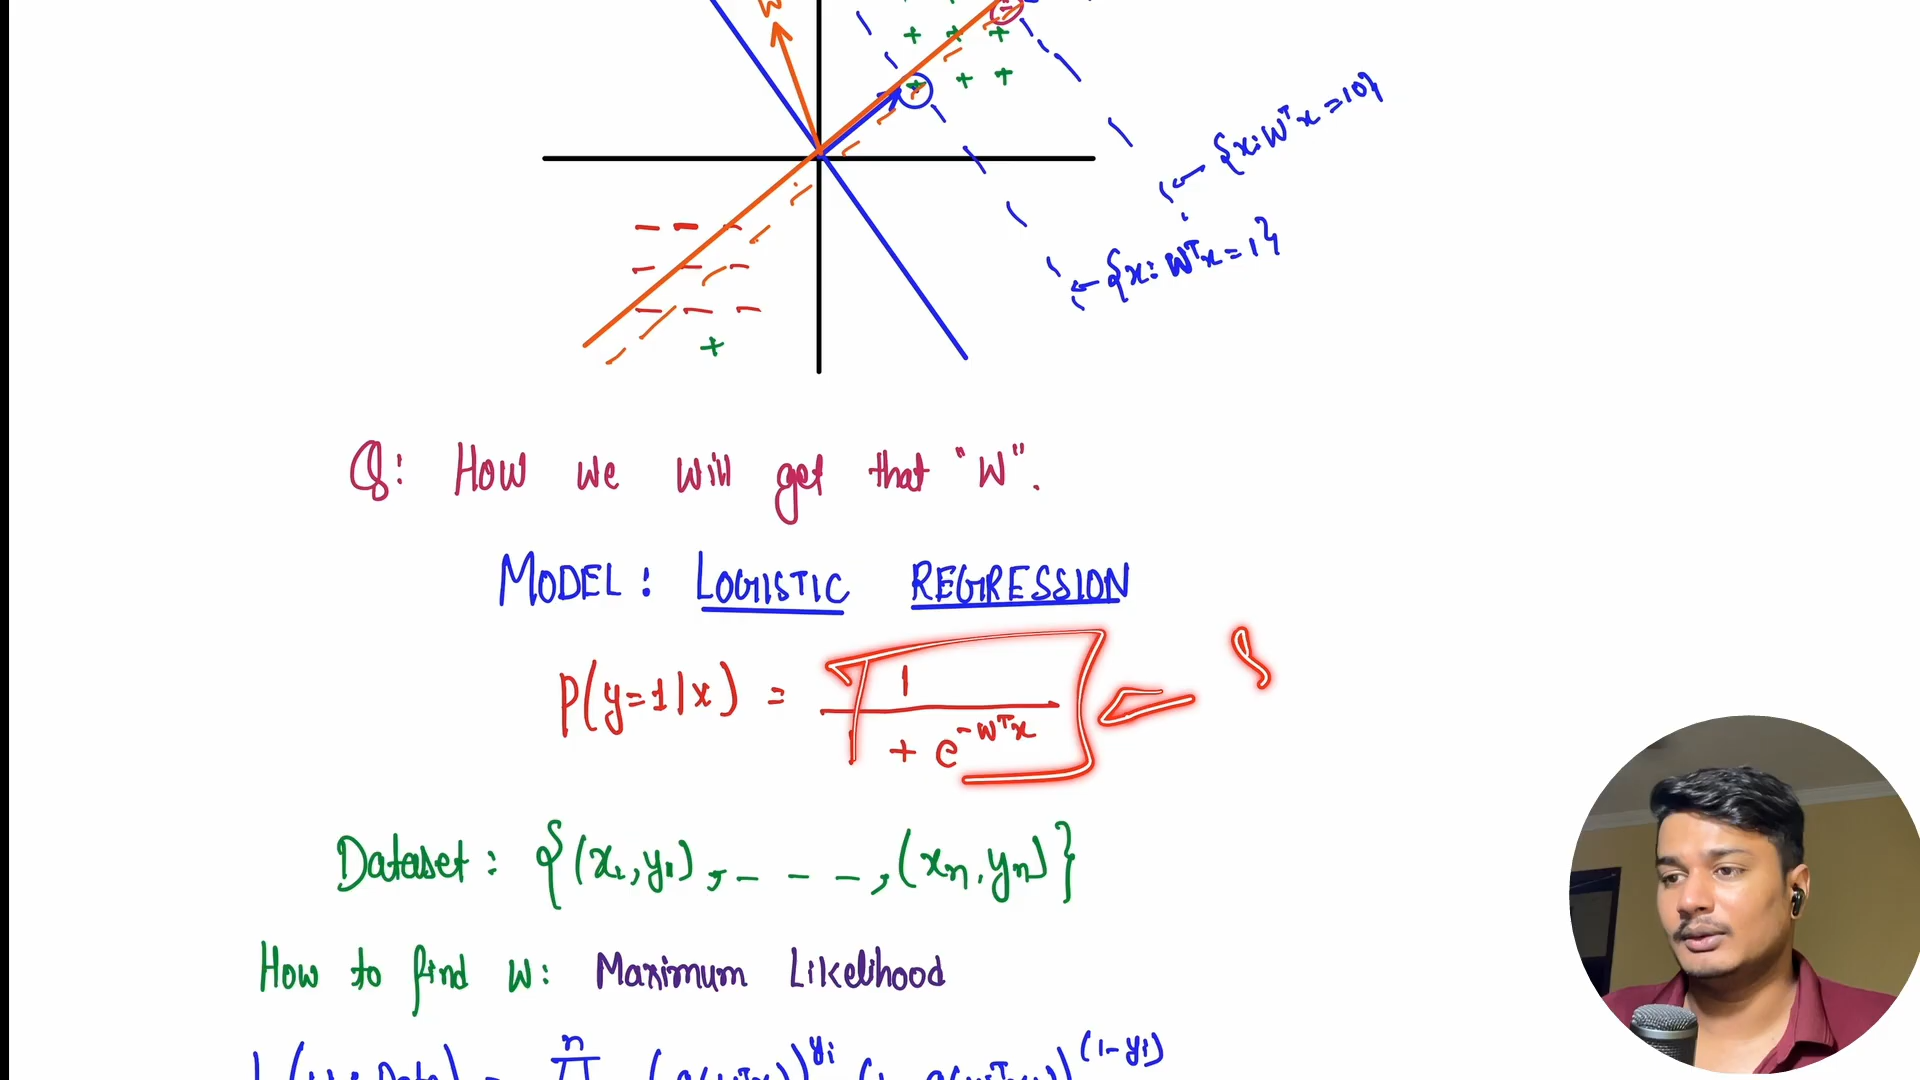 W
{x: Wᵀx = 10}
{x: Wᵀx = 1}
Q: How we will get that "W".
MODEL: LOGISTIC REGRESSION
P(y=1|x) = 1 / 1 + e^{-Wᵀx}
Dataset: {(x₁, y₁), - - - -, (xₙ, yₙ)}
How to find W: Maximum Likelihood